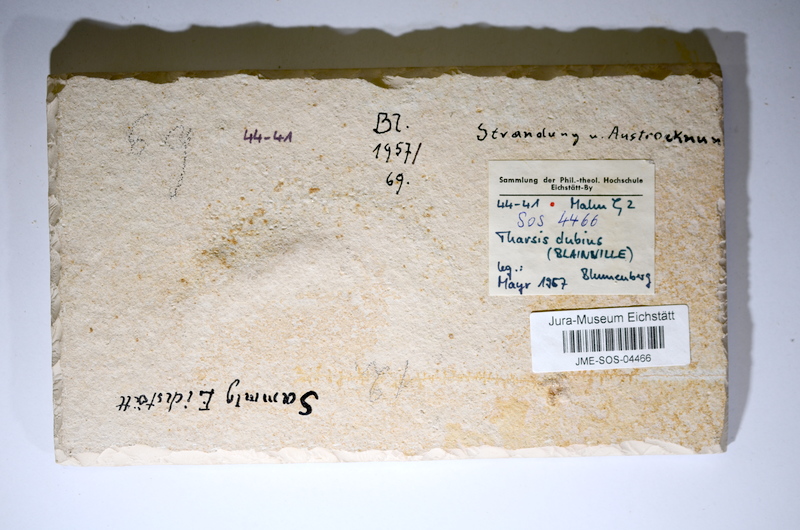 44-41
Bl.
1957/
69.
Strandung u. Austrocknun
Sammlung der Phil.-theol. Hochschule
Eichstätt-By
44-41 • Malm ζ 2
SOS 4466
Tharsis dubius
(BLAINVILLE)
leg.: Blumenberg
Mayr 1957
Jura-Museum Eichstätt
JME-SOS-04466
Sammlg Eichstätt